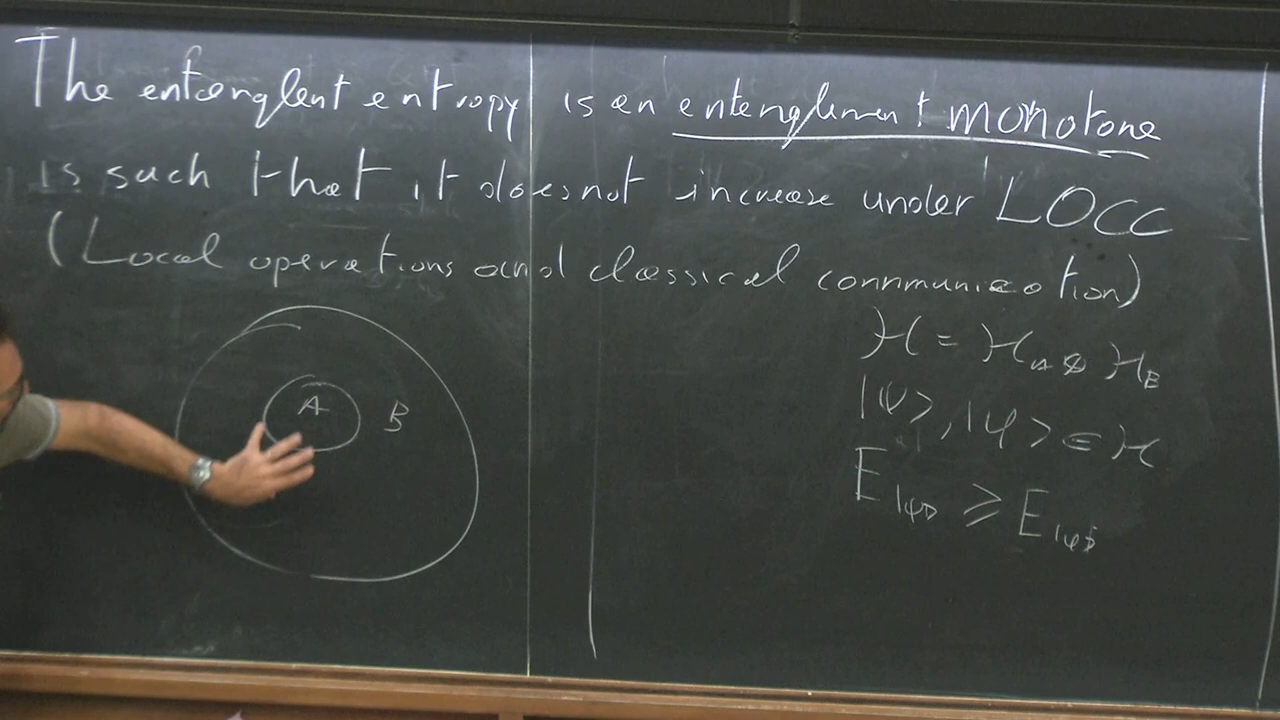 The entanglent entropy is an entanglement monotone
is such that it does not increase under LOCC
(Local operations and classical communication)
A B
ℋ = ℋ_A ⊗ ℋ_B
|ψ>, |φ> ∈ ℋ
E_|ψ> ⩾ E_|φ>